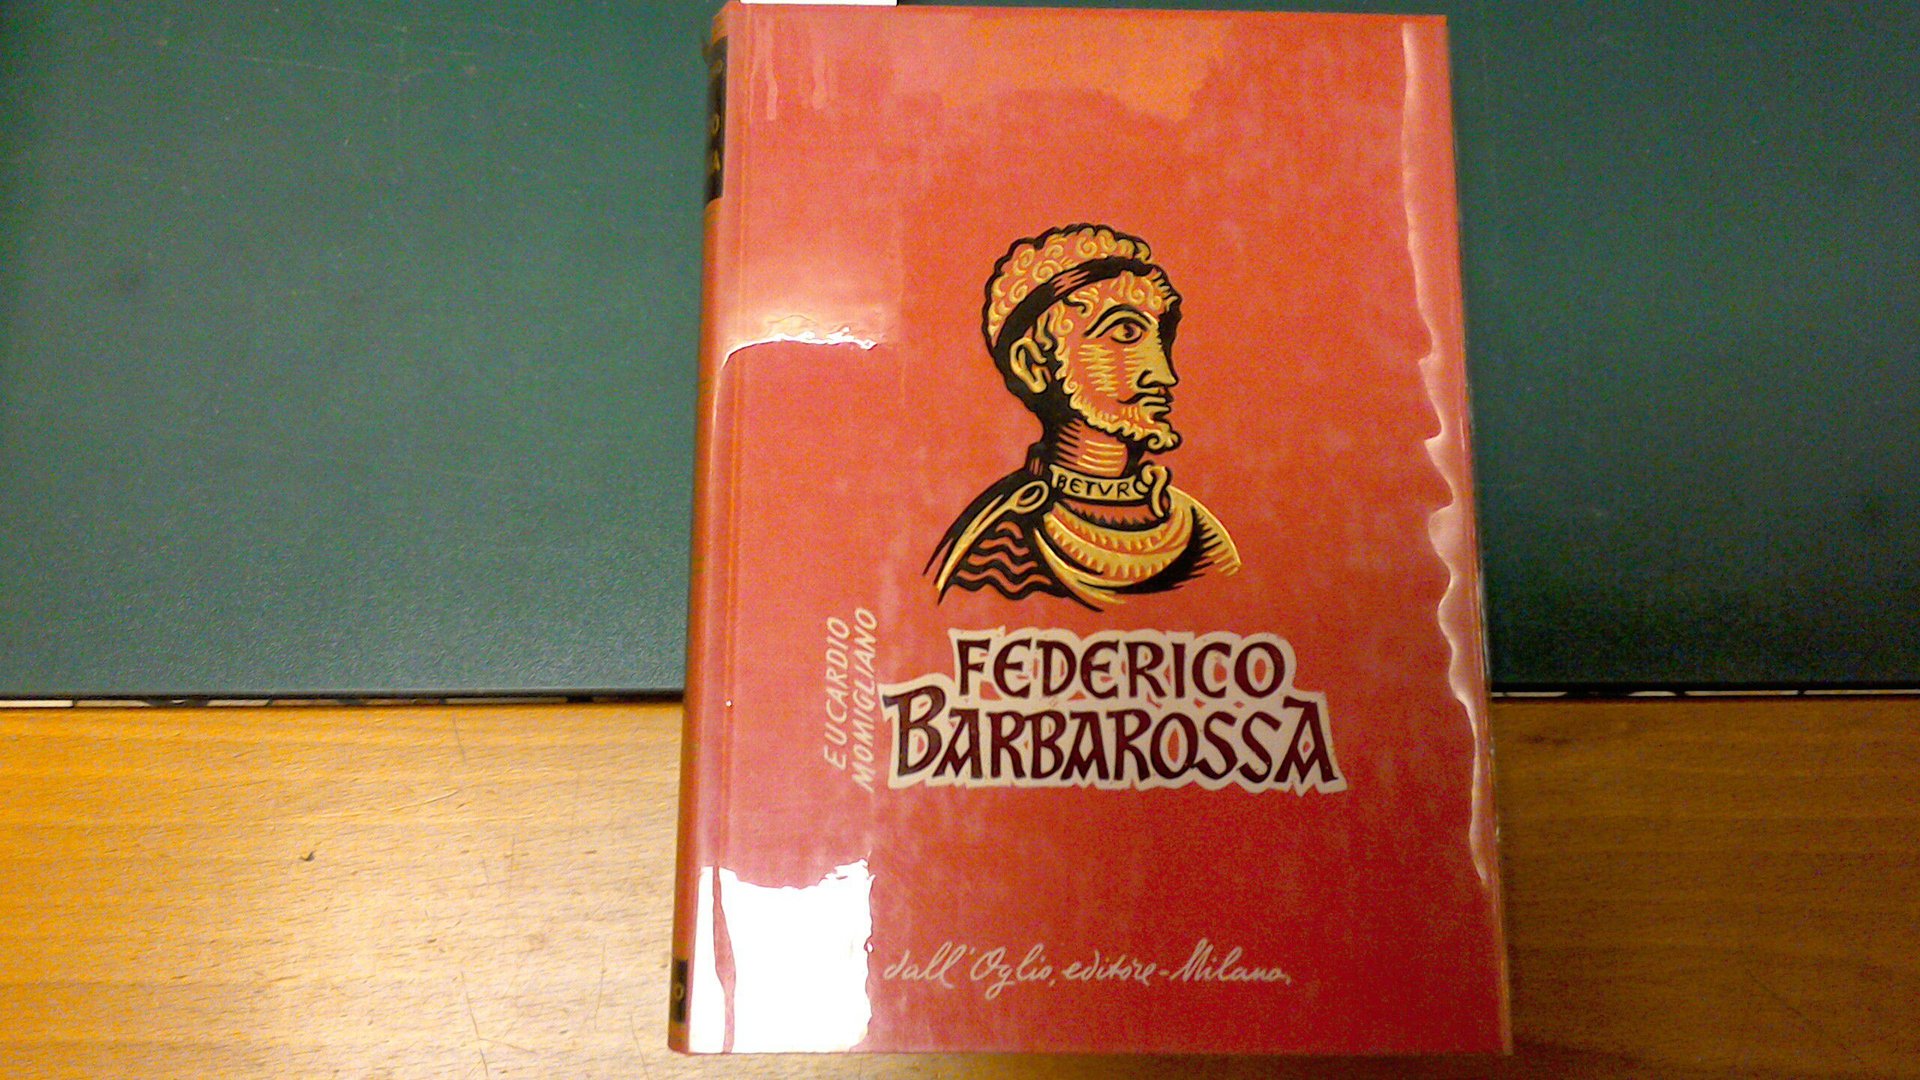 BETVR
EUCARDIO
MOMIGLIANO
FEDERICO
BARBAROSSA
dall'Oglio, editore - Milano.